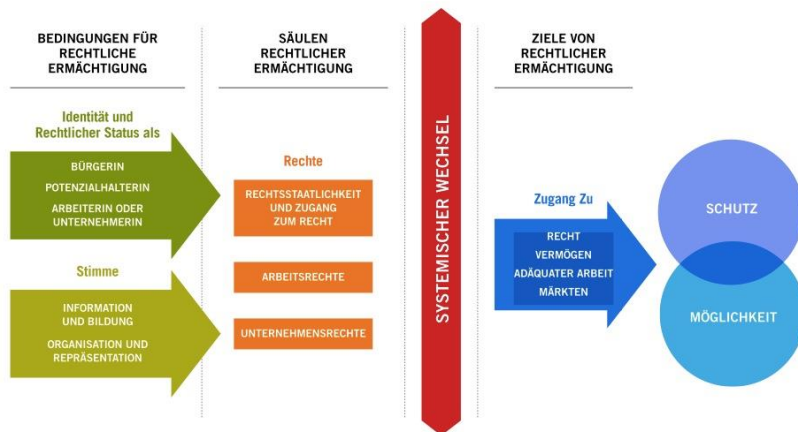 BEDINGUNGEN FÜR
RECHTLICHE
ERMÄCHTIGUNG
Identität und
Rechtlicher Status als
BÜRGERIN
POTENZIALHALTERIN
ARBEITERIN ODER
UNTERNEHMERIN
Stimme
INFORMATION
UND BILDUNG
ORGANISATION UND
REPRÄSENTATION
SÄULEN
RECHTLICHER
ERMÄCHTIGUNG
Rechte
RECHTSSTAATLICHKEIT
UND ZUGANG
ZUM RECHT
ARBEITSRECHTE
UNTERNEHMENSRECHTE
SYSTEMISCHER WECHSEL
ZIELE VON
RECHTLICHER
ERMÄCHTIGUNG
Zugang Zu
RECHT
VERMÖGEN
ADÄQUATER ARBEIT
MÄRKTEN
SCHUTZ
MÖGLICHKEIT